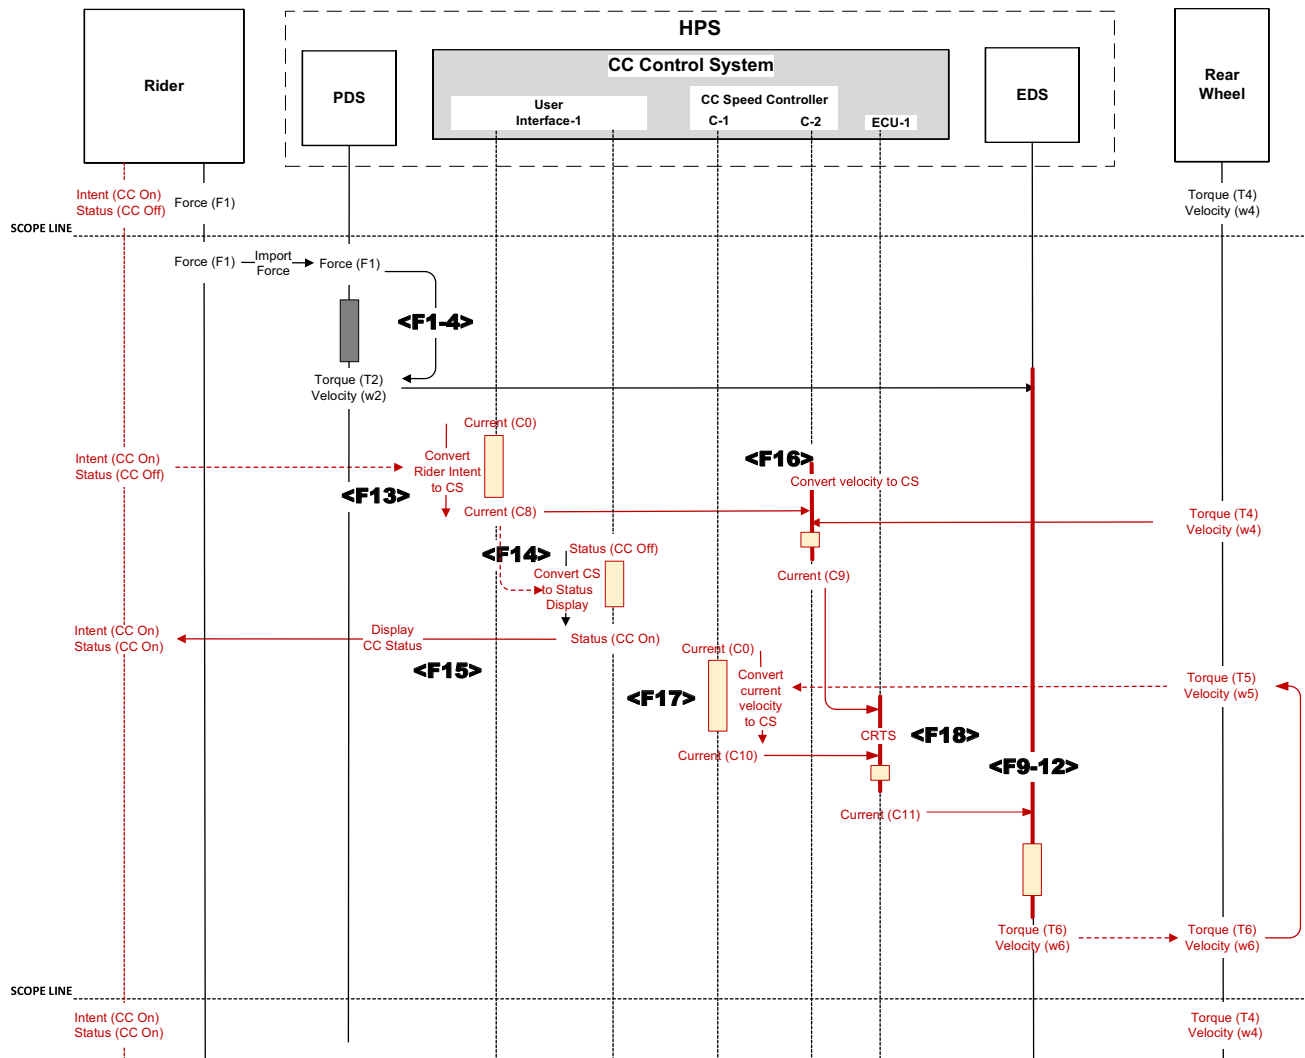 HPS
CC Control System
Rider
PDS
User
Interface-1
CC Speed Controller
C-1
C-2
ECU-1
EDS
Rear
Wheel
Intent (CC On)
Status (CC Off)
Force (F1)
Torque (T4)
Velocity (w4)
SCOPE LINE
Force (F1)
Import
Force
Force (F1)
<F1-4>
Torque (T2)
Velocity (w2)
Current (C0)
Intent (CC On)
Status (CC Off)
Convert
Rider Intent
to CS
<F13>
Current (C8)
<F16>
Convert velocity to CS
Torque (T4)
Velocity (w4)
<F14>
Status (CC Off)
Convert CS
to Status
Display
Current (C9)
Intent (CC On)
Status (CC On)
Display
CC Status
Status (CC On)
<F15>
Current (C0)
Convert
current
velocity
to CS
<F17>
Torque (T5)
Velocity (w5)
CRTS
<F18>
Current (C10)
<F9-12>
Current (C11)
Torque (T6)
Velocity (w6)
Torque (T6)
Velocity (w6)
SCOPE LINE
Intent (CC On)
Status (CC On)
Torque (T4)
Velocity (w4)